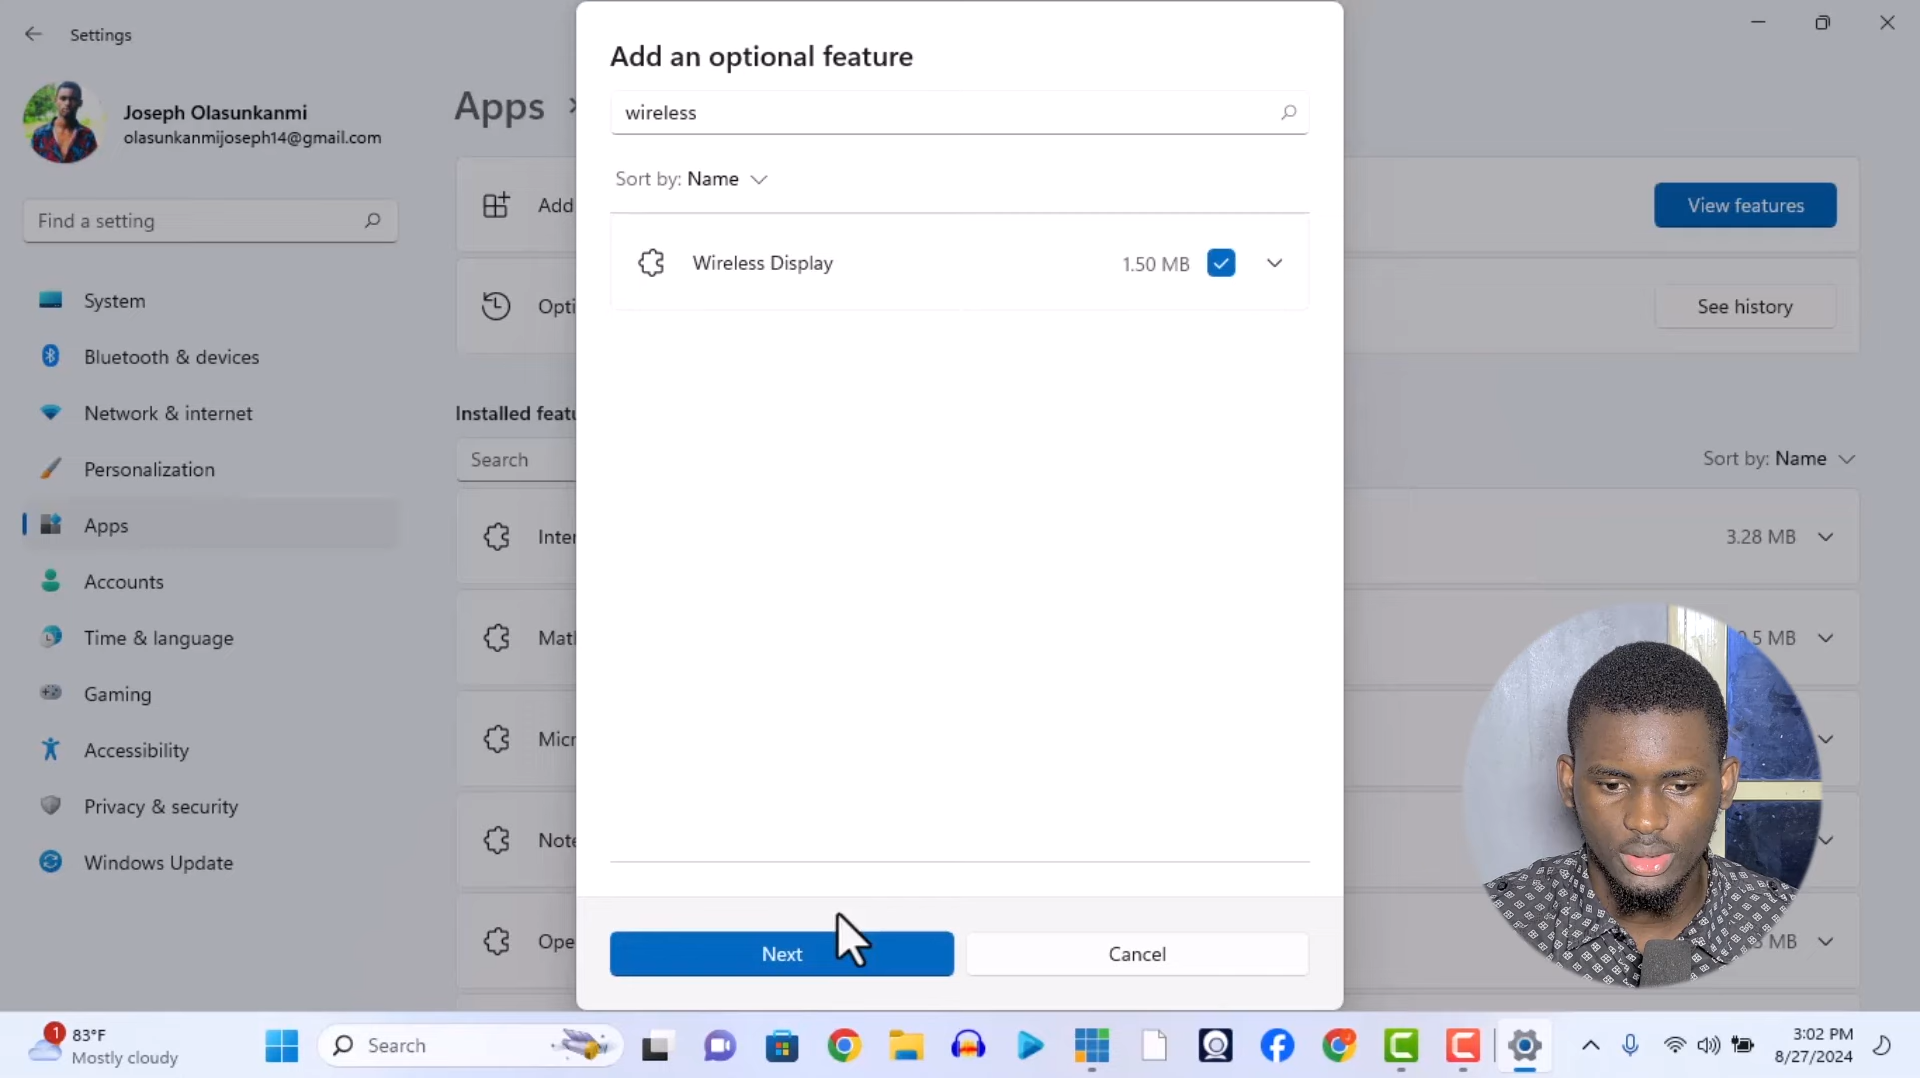 Settings
Joseph Olasunkanmi
olasunkanmijoseph14@gmail.com
Find a setting
System
Bluetooth & devices
Network & internet
Personalization
Apps
Accounts
Time & language
Gaming
Accessibility
Privacy & security
Windows Update
Apps
Add
View features
Opti
See history
Installed featu
Search
Sort by: Name
Inter
3.28 MB
Mat
.5 MB
Micr
Note
Ope
MB
Add an optional feature
wireless
Sort by: Name
Wireless Display
1.50 MB
Next
Cancel
1
83°F
Mostly cloudy
Search
3:02 PM
8/27/2024